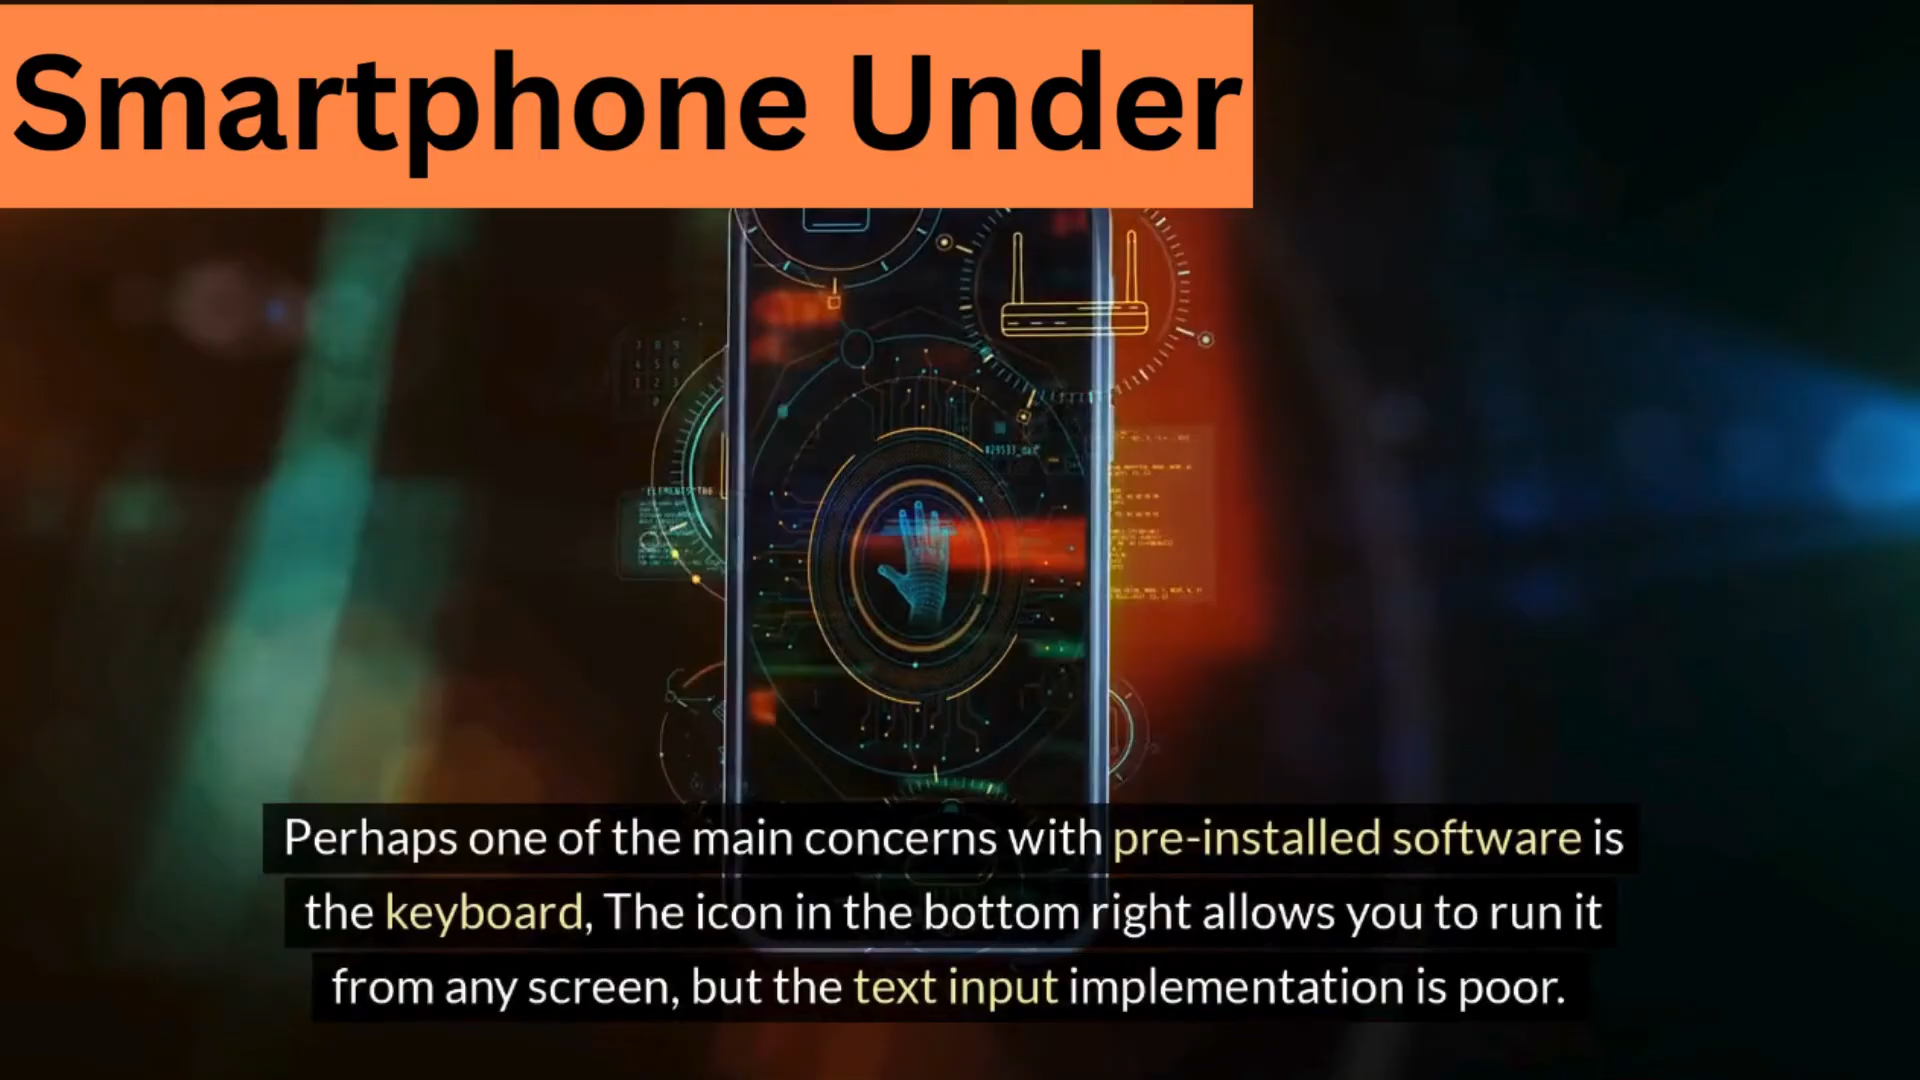 Smartphone Under
Perhaps one of the main concerns with pre-installed software is
the keyboard, The icon in the bottom right allows you to run it
from any screen, but the text input implementation is poor.